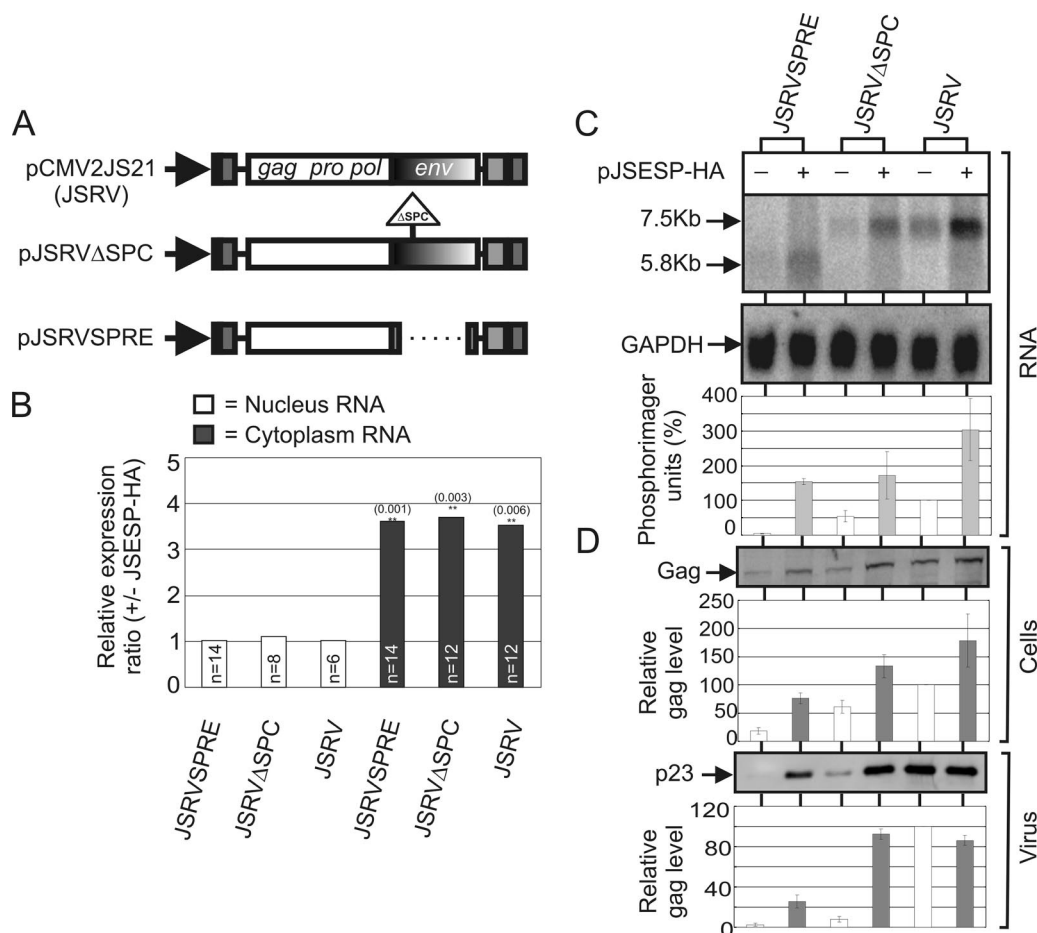 A
pCMV2JS21
(JSRV)
gag pro pol env
ΔSPC
pJSRVΔSPC
pJSRVSPRE
B
= Nucleus RNA
= Cytoplasm RNA
Relative expression
ratio (+/- JSESP-HA)
5
4
3
2
1
0
(0.001)
**
(0.003)
**
(0.006)
**
n=14
n=8
n=6
n=14
n=12
n=12
JSRVSPRE
JSRVΔSPC
JSRV
JSRVSPRE
JSRVΔSPC
JSRV
C
JSRVSPRE
JSRVΔSPC
JSRV
pJSESP-HA
– + – + – +
7.5Kb
5.8Kb
GAPDH
RNA
Phosphorimager
units (%)
400
300
200
100
0
D
Gag
Relative
gag level
250
200
150
100
50
0
Cells
p23
Relative
gag level
120
80
40
0
Virus